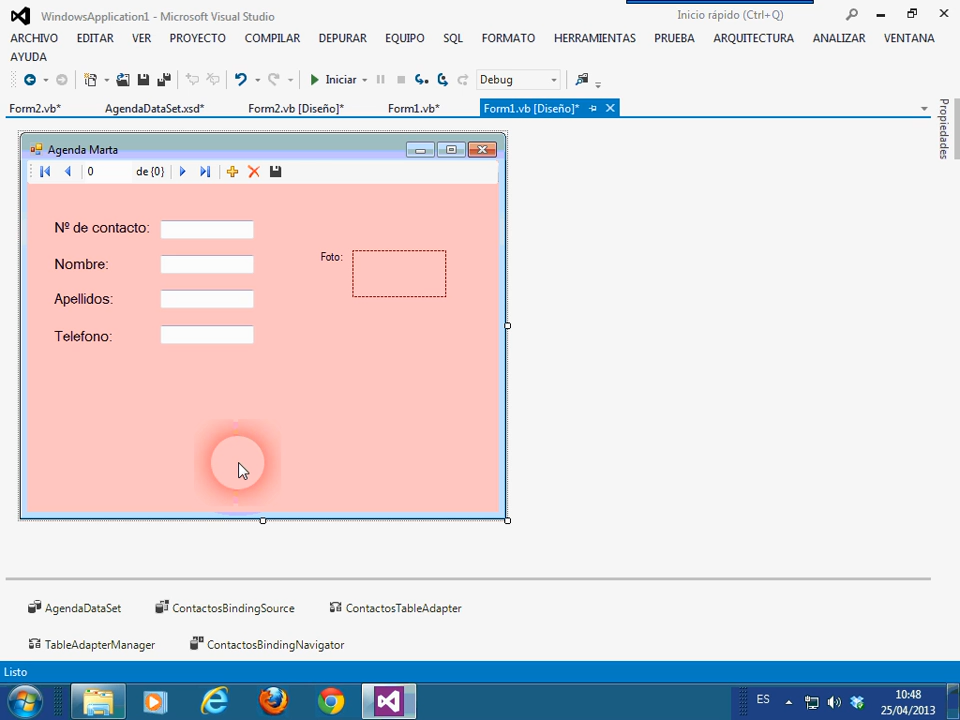 WindowsApplication1 - Microsoft Visual Studio
Inicio rápido (Ctrl+Q)
ARCHIVO EDITAR VER PROYECTO COMPILAR DEPURAR EQUIPO SQL FORMATO HERRAMIENTAS PRUEBA ARQUITECTURA ANALIZAR VENTANA
AYUDA
Iniciar
Debug
Form2.vb* AgendaDataSet.xsd* Form2.vb [Diseño]* Form1.vb* Form1.vb [Diseño]*
Propiedades
Agenda Marta
0 de {0}
Nº de contacto:
Foto:
Nombre:
Apellidos:
Telefono:
AgendaDataSet ContactosBindingSource ContactosTableAdapter
TableAdapterManager ContactosBindingNavigator
Listo
ES
10:48
25/04/2013